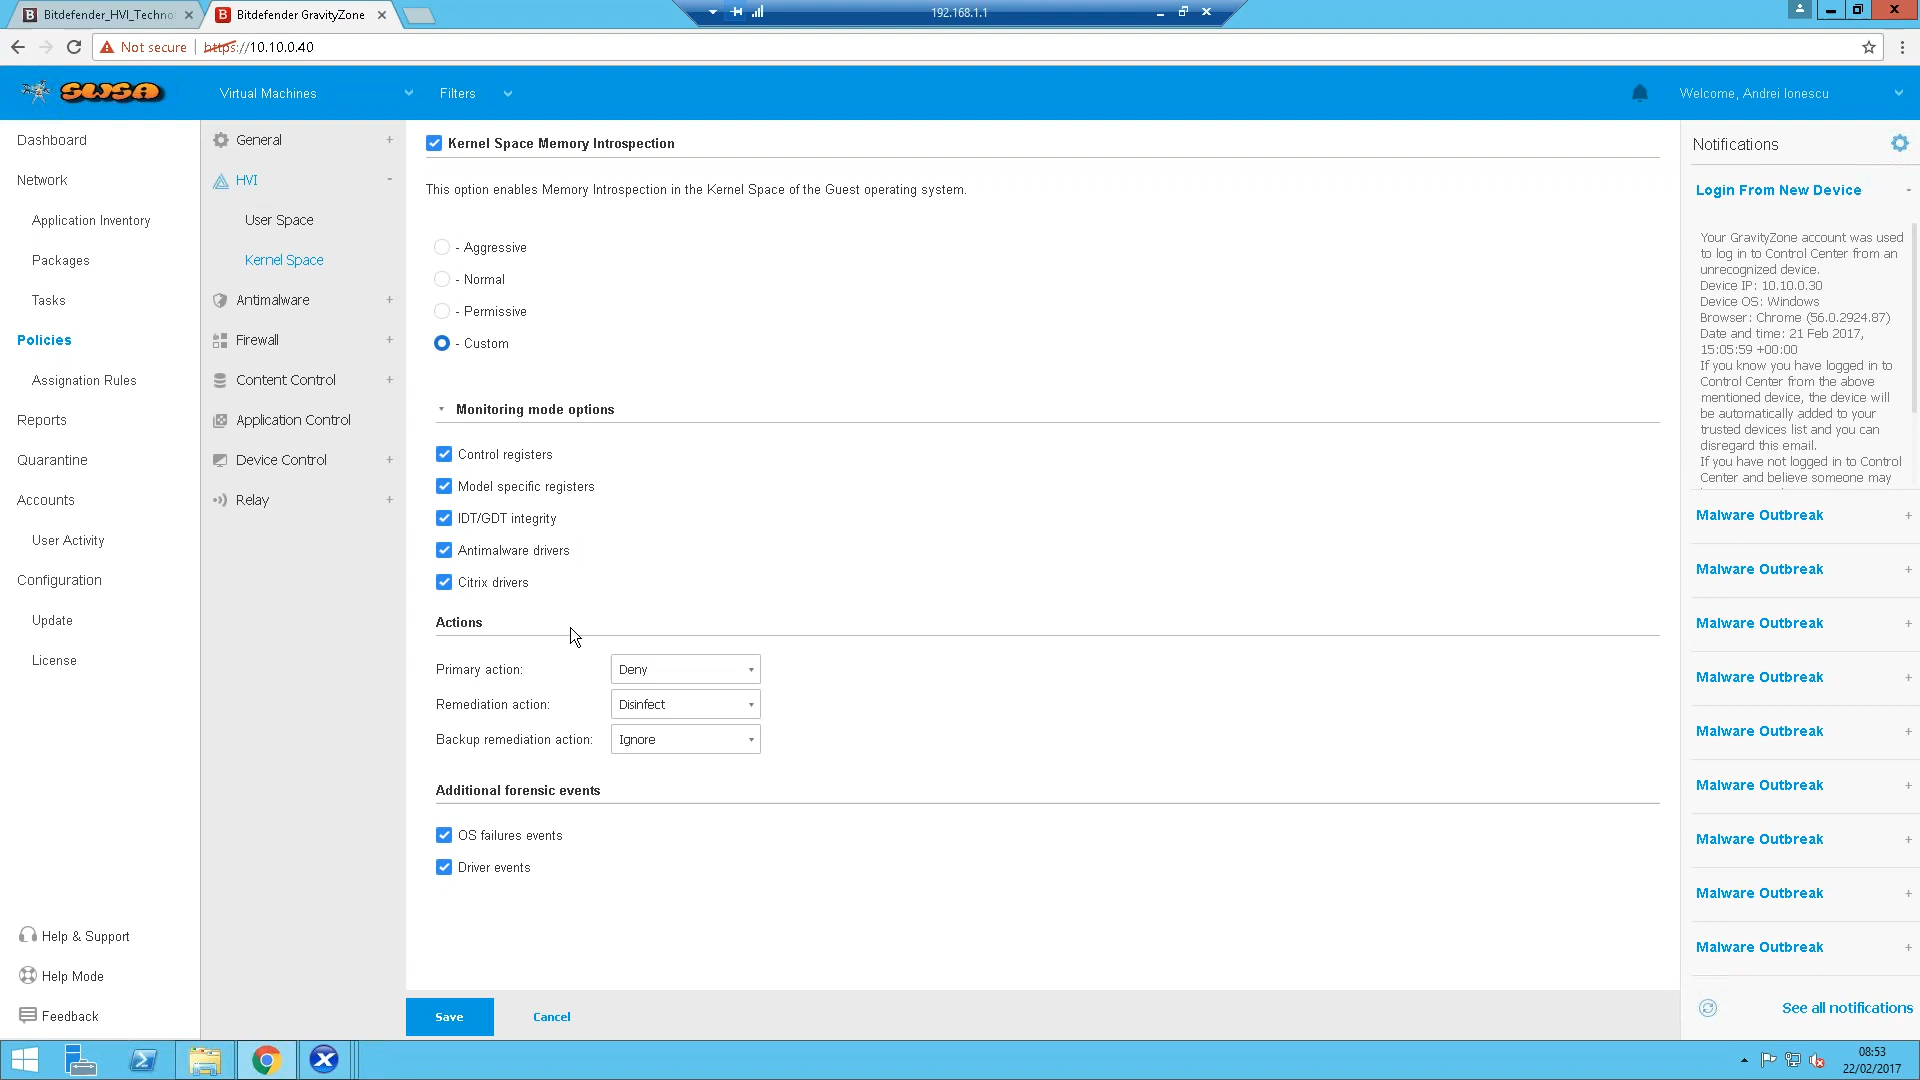 Bitdefender_HVI_Techno
Bitdefender GravityZone
192.168.1.1
Not secure
https://10.10.0.40
SWSA
Virtual Machines
Filters
Welcome, Andrei Ionescu
Dashboard
Network
Application Inventory
Packages
Tasks
Policies
Assignation Rules
Reports
Quarantine
Accounts
User Activity
Configuration
Update
License
Help & Support
Help Mode
Feedback
General +
HVI -
User Space
Kernel Space
Antimalware +
Firewall +
Content Control +
Application Control
Device Control +
Relay +
Kernel Space Memory Introspection
This option enables Memory Introspection in the Kernel Space of the Guest operating system.
- Aggressive
- Normal
- Permissive
- Custom
Monitoring mode options
Control registers
Model specific registers
IDT/GDT integrity
Antimalware drivers
Citrix drivers
Actions
Primary action: Deny
Remediation action: Disinfect
Backup remediation action: Ignore
Additional forensic events
OS failures events
Driver events
Save
Cancel
Notifications
Login From New Device -
Your GravityZone account was used
to log in to Control Center from an
unrecognized device.
Device IP: 10.10.0.30
Device OS: Windows
Browser: Chrome (56.0.2924.87)
Date and time: 21 Feb 2017,
15:05:59 +00:00
If you know you have logged in to
Control Center from the above
mentioned device, the device will
be automatically added to your
trusted devices list and you can
disregard this email.
If you have not logged in to Control
Center and believe someone may
Malware Outbreak +
Malware Outbreak +
Malware Outbreak +
Malware Outbreak +
Malware Outbreak +
Malware Outbreak +
Malware Outbreak +
Malware Outbreak +
Malware Outbreak +
See all notifications
08:53
22/02/2017